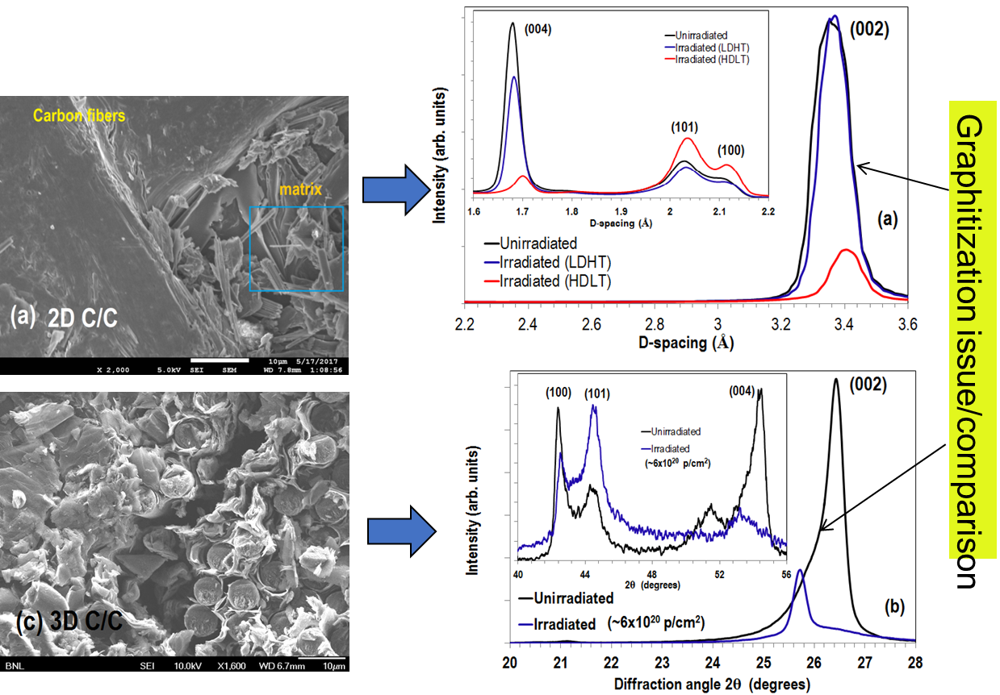 Carbon fibers
matrix
(a) 2D C/C
10µm 5/17/2017
X 2,000 5.0kV SEI SEM WD 7.8mm 1:08:56
(c) 3D C/C
BNL SEI 10.0kV X1,600 WD 6.7mm 10µm
(002)
(004)
Unirradiated
Irradiated (LDHT)
Irradiated (HDLT)
(101)
(100)
1.6 1.7 1.8 1.9 2 2.1 2.2
D-spacing (Å)
Intensity (arb. units)
(a)
Unirradiated
Irradiated (LDHT)
Irradiated (HDLT)
2.2 2.4 2.6 2.8 3 3.2 3.4 3.6
D-spacing (Å)
(002)
(100) (101) (004)
Unirradiated
Irradiated
(~6x10²⁰ p/cm²)
40 44 48 52 56
2θ (degrees)
Intensity (arb. units)
Unirradiated
Irradiated (~6x10²⁰ p/cm²)
(b)
20 21 22 23 24 25 26 27 28
Diffraction angle 2θ (degrees)
Graphitization issue/comparison